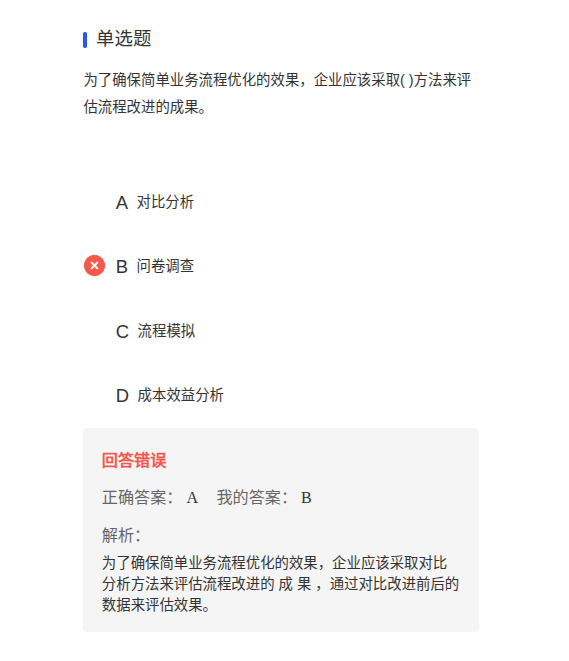 单选题
为了确保简单业务流程优化的效果，企业应该采取( )方法来评
估流程改进的成果。
A 对比分析
B 问卷调查
C 流程模拟
D 成本效益分析
回答错误
正确答案： A 我的答案： B
解析：
为了确保简单业务流程优化的效果，企业应该采取对比
分析方法来评估流程改进的 成 果 ，通过对比改进前后的
数据来评估效果。